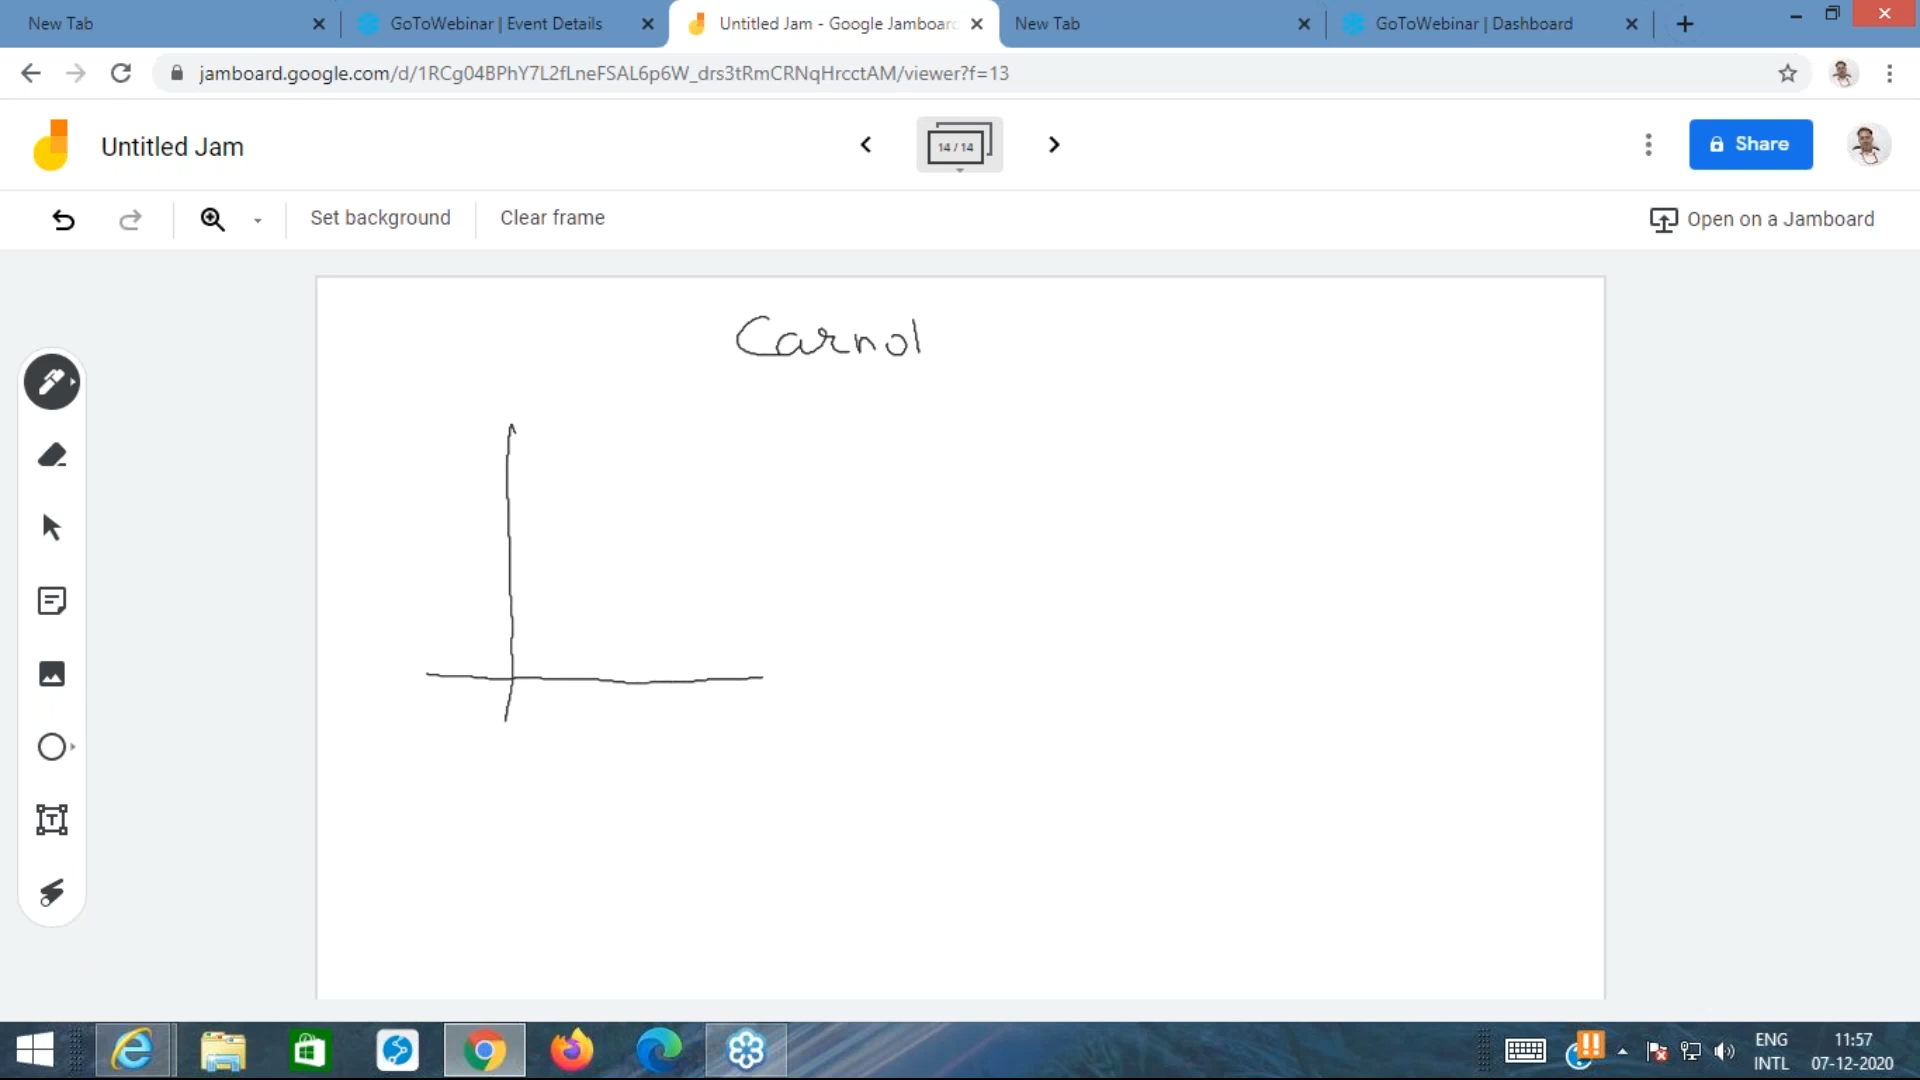 New Tab
GoToWebinar | Event Details
Untitled Jam - Google Jamboard
New Tab
GoToWebinar | Dashboard
jamboard.google.com/d/1RCg04BPhY7L2fLneFSAL6p6W_drs3tRmCRNqHrcctAM/viewer?f=13
Untitled Jam
14 / 14
Share
Set background
Clear frame
Open on a Jamboard
Carnol
ENG 11:57
INTL 07-12-2020